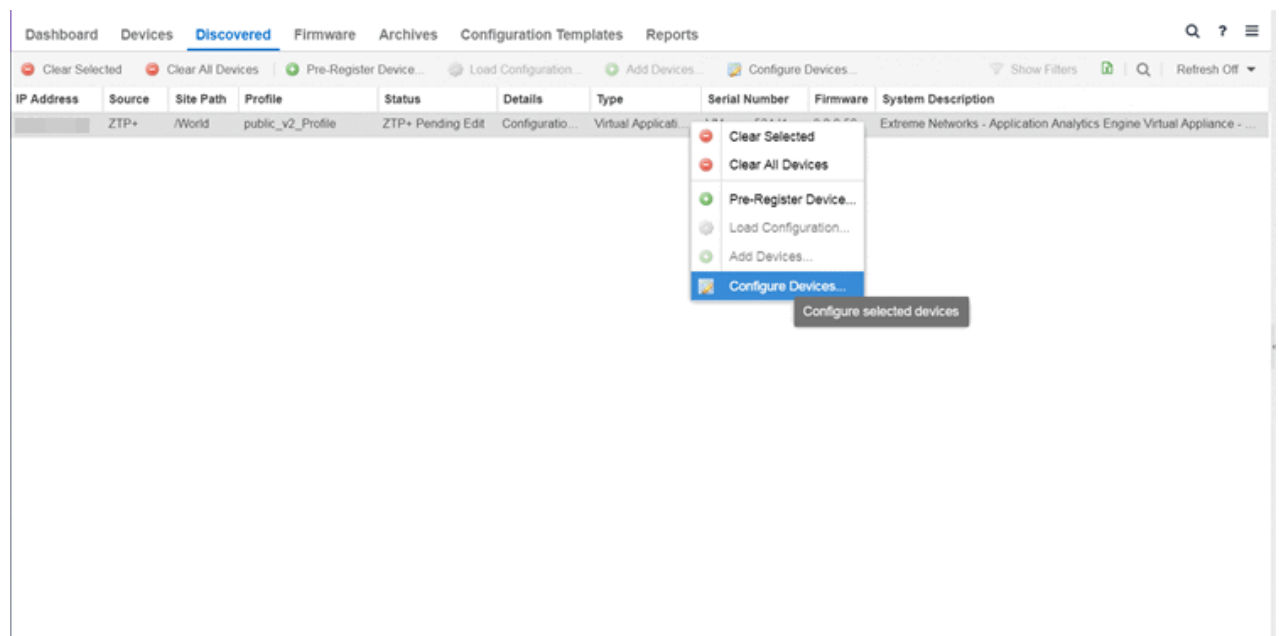 Dashboard Devices Discovered Firmware Archives Configuration Templates Reports ?
Clear Selected Clear All Devices Pre-Register Device... Load Configuration... Add Devices... Configure Devices... Show Filters Refresh Off
IP Address Source Site Path Profile Status Details Type Serial Number Firmware System Description
ZTP+ /World public_v2_Profile ZTP+ Pending Edit Configuratio... Virtual Applicati... Extreme Networks - Application Analytics Engine Virtual Appliance - ...
Clear Selected
Clear All Devices
Pre-Register Device...
Load Configuration...
Add Devices...
Configure Devices...
Configure selected devices